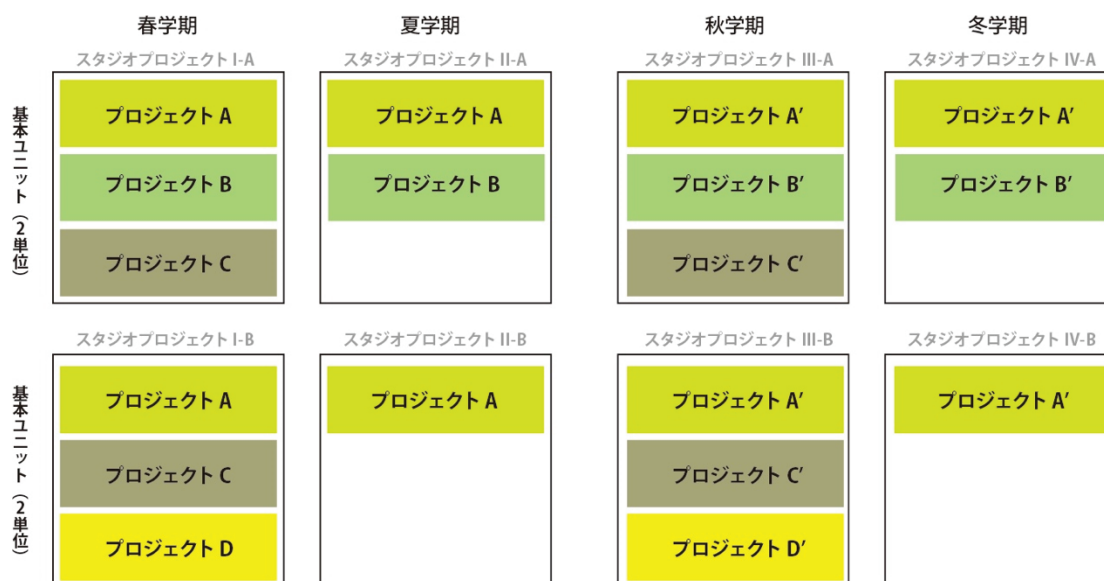 春学期
夏学期
秋学期
冬学期
スタジオプロジェクト I-A
スタジオプロジェクト II-A
スタジオプロジェクト III-A
スタジオプロジェクト IV-A
基本ユニット（2単位）
プロジェクト A
プロジェクト A
プロジェクト A’
プロジェクト A’
プロジェクト B
プロジェクト B
プロジェクト B’
プロジェクト B’
プロジェクト C
プロジェクト C’
スタジオプロジェクト I-B
スタジオプロジェクト II-B
スタジオプロジェクト III-B
スタジオプロジェクト IV-B
基本ユニット（2単位）
プロジェクト A
プロジェクト A
プロジェクト A’
プロジェクト A’
プロジェクト C
プロジェクト C’
プロジェクト D
プロジェクト D’